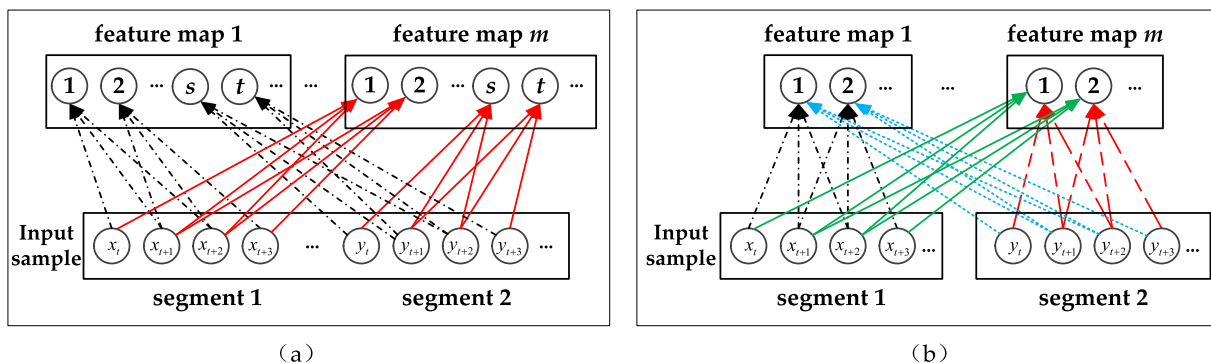 feature map 1
feature map m
1 2 ... s t ... ...
1 2 ... s t ...
Input
sample
x_t x_{t+1} x_{t+2} x_{t+3} ... y_t y_{t+1} y_{t+2} y_{t+3} ...
segment 1
segment 2
(a)
feature map 1
feature map m
1 2 ... ...
1 2 ...
Input
sample
x_t x_{t+1} x_{t+2} x_{t+3} ...
y_t y_{t+1} y_{t+2} y_{t+3} ...
segment 1
segment 2
(b)